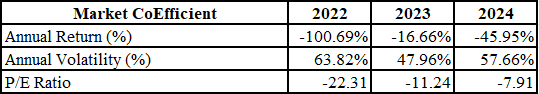 Market CoEfficient 2022 2023 2024
Annual Return (%) -100.69% -16.66% -45.95%
Annual Volatility (%) 63.82% 47.96% 57.66%
P/E Ratio -22.31 -11.24 -7.91